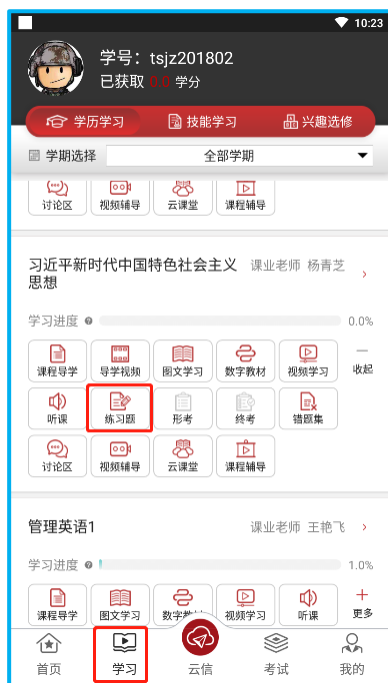 10:23
学号：tsjz201802
已获取 0.0 学分
学历学习 技能学习 兴趣选修
学期选择 全部学期
讨论区 视频辅导 云课堂 课程辅导
习近平新时代中国特色社会主义 课业老师 杨青芝
思想
学习进度 0.0%
课程导学 导学视频 图文学习 数字教材 视频学习 收起
听课 练习题 形考 终考 错题集
讨论区 视频辅导 云课堂 课程辅导
管理英语1 课业老师 王艳飞
学习进度 1.0%
课程导学 图文学习 数字教材 视频学习 听课 更多
首页 学习 云信 考试 我的